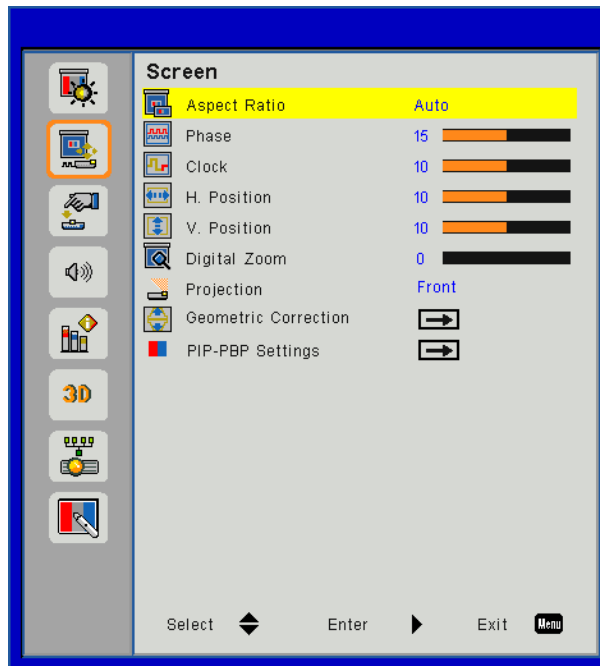 Screen
Aspect Ratio Auto
Phase 15
Clock 10
H. Position 10
V. Position 10
Digital Zoom 0
Projection Front
Geometric Correction
PIP-PBP Settings
3D
Select Enter Exit Menu